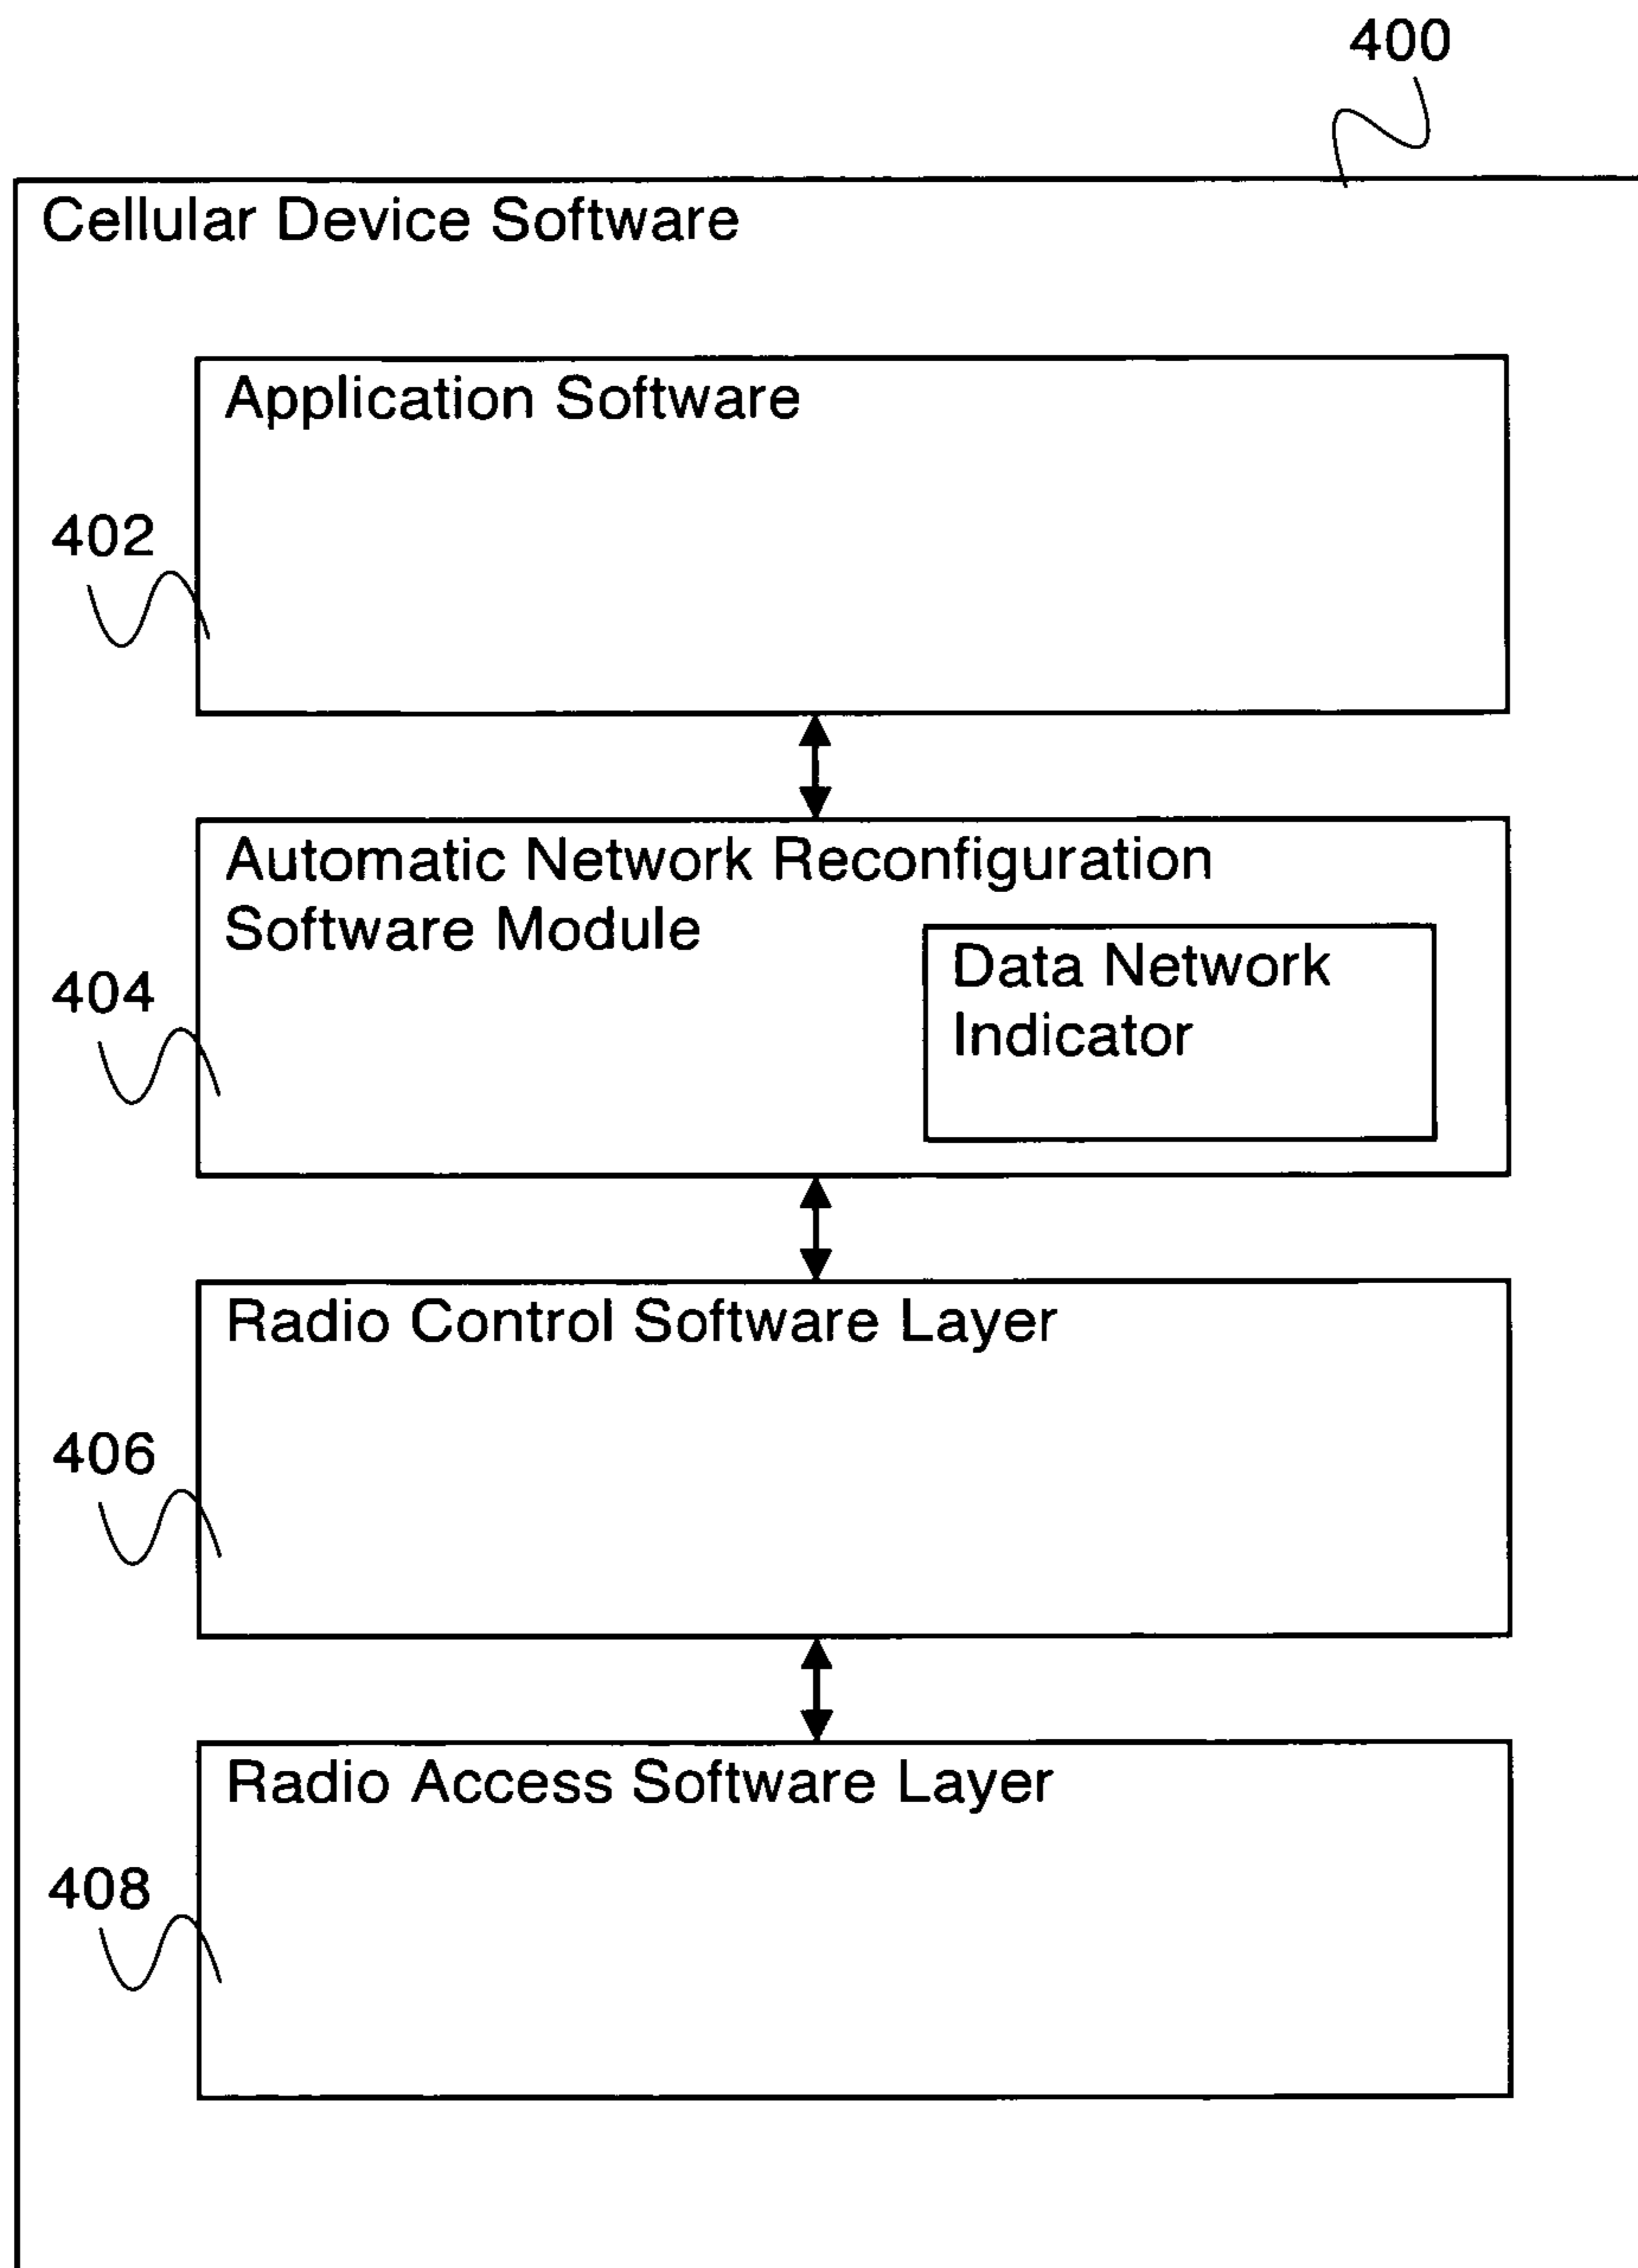 400
Cellular Device Software
Application Software
402
Automatic Network Reconfiguration
Software Module
Data Network
Indicator
404
Radio Control Software Layer
406
Radio Access Software Layer
408